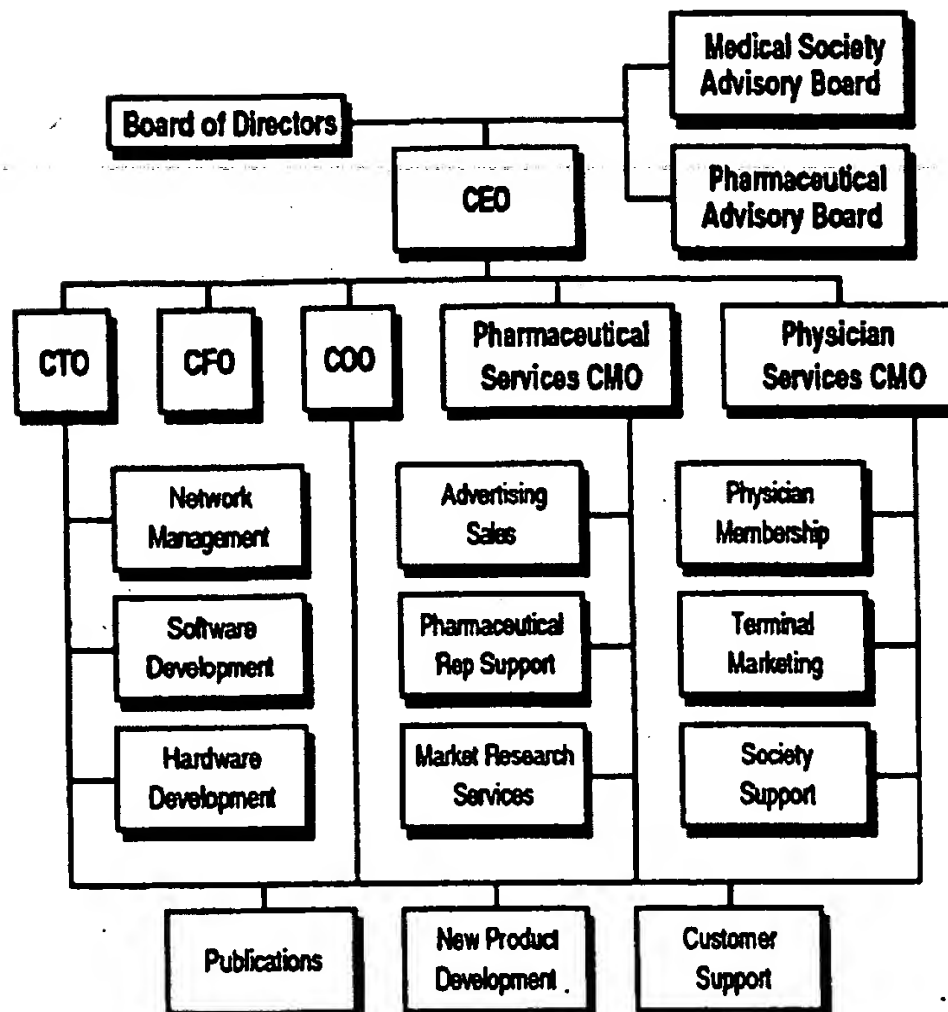 Medical Society
Advisory Board
Board of Directors
CEO
Pharmaceutical
Advisory Board
CTO
CFO
COO
Pharmaceutical
Services CMO
Physician
Services CMO
Network
Management
Advertising
Sales
Physician
Membership
Software
Development
Pharmaceutical
Rep Support
Terminal
Marketing
Hardware
Development
Market Research
Services
Society
Support
Publications
New Product
Development
Customer
Support